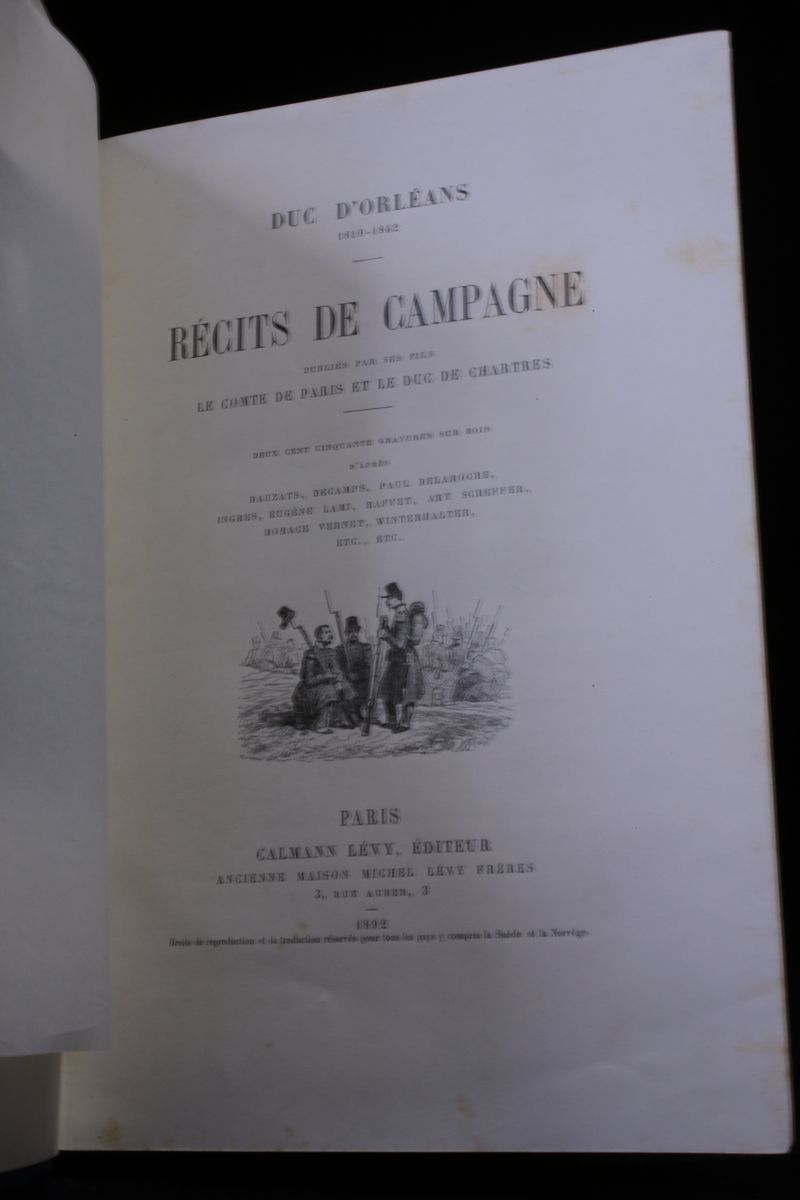 DUC D'ORLÉANS
1810-1842
RÉCITS DE CAMPAGNE
PUBLIÉS PAR SES FILS
LE COMTE DE PARIS ET LE DUC DE CHARTRES
DEUX CENT CINQUANTE GRAVURES SUR BOIS
D'APRÈS
DAUZATS, DECAMPS, PAUL DELAROCHE,
INGRES, EUGÈNE LAMI, RAFFET, ARY SCHEFFER,
HORACE VERNET, WINTERHALTER,
ETC., ETC.
PARIS
CALMANN LÉVY, ÉDITEUR
ANCIENNE MAISON MICHEL LÉVY FRÈRES
3, RUE AUBER, 3
1892
Droits de reproduction et de traduction réservés pour tous les pays y compris la Suède et la Norvège.